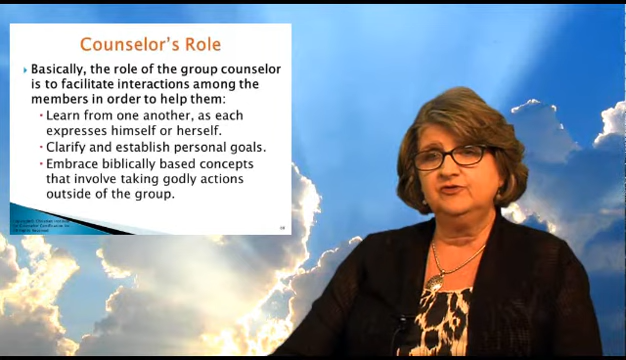 Counselor's Role
Basically, the role of the group counselor
is to facilitate interactions among the
members in order to help them:
Learn from one another, as each
expresses himself or herself.
Clarify and establish personal goals.
Embrace biblically based concepts
that involve taking godly actions
outside of the group.